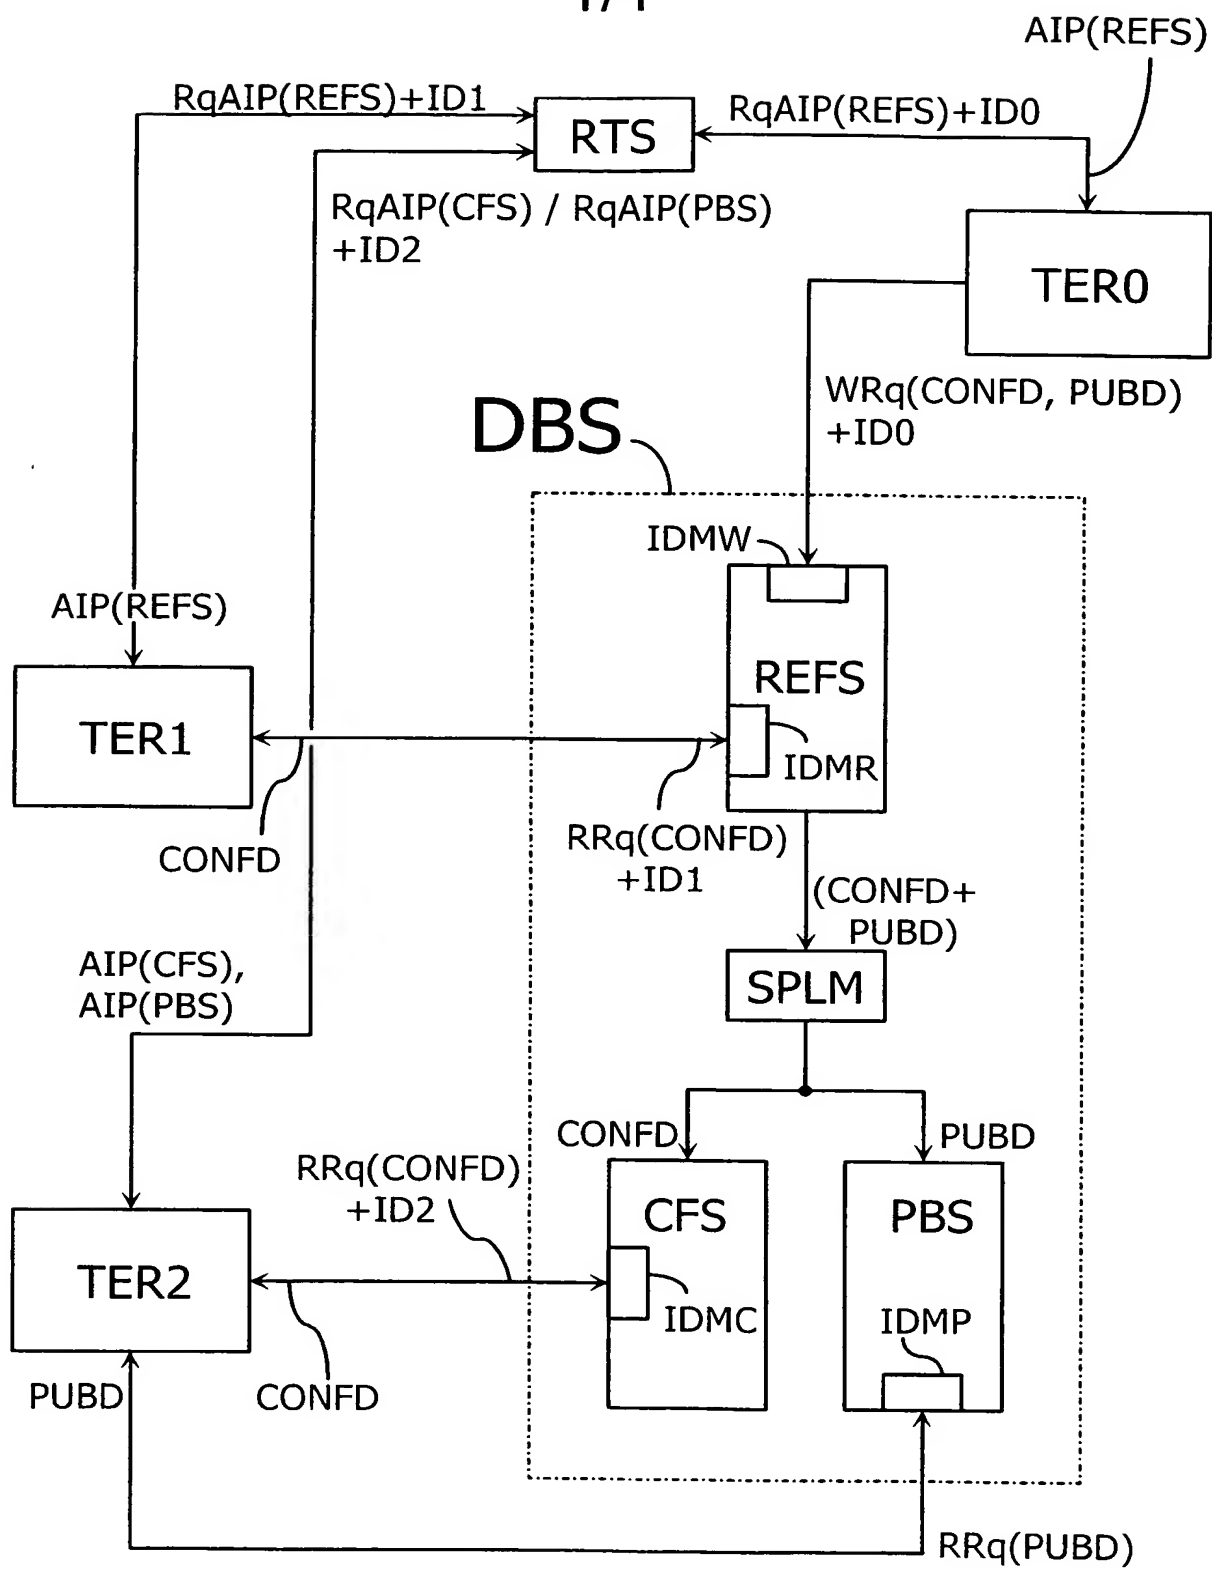 AIP(REFS)
RqAIP(REFS)+ID1
RTS
RqAIP(REFS)+ID0
RqAIP(CFS) / RqAIP(PBS)
+ID2
TER0
WRq(CONFD, PUBD)
+ID0
DBS
IDMW
AIP(REFS)
REFS
TER1
IDMR
CONFD
RRq(CONFD)
+ID1
(CONFD+
PUBD)
AIP(CFS),
AIP(PBS)
SPLM
CONFD
PUBD
RRq(CONFD)
+ID2
CFS
PBS
TER2
IDMC
IDMP
PUBD
CONFD
RRq(PUBD)